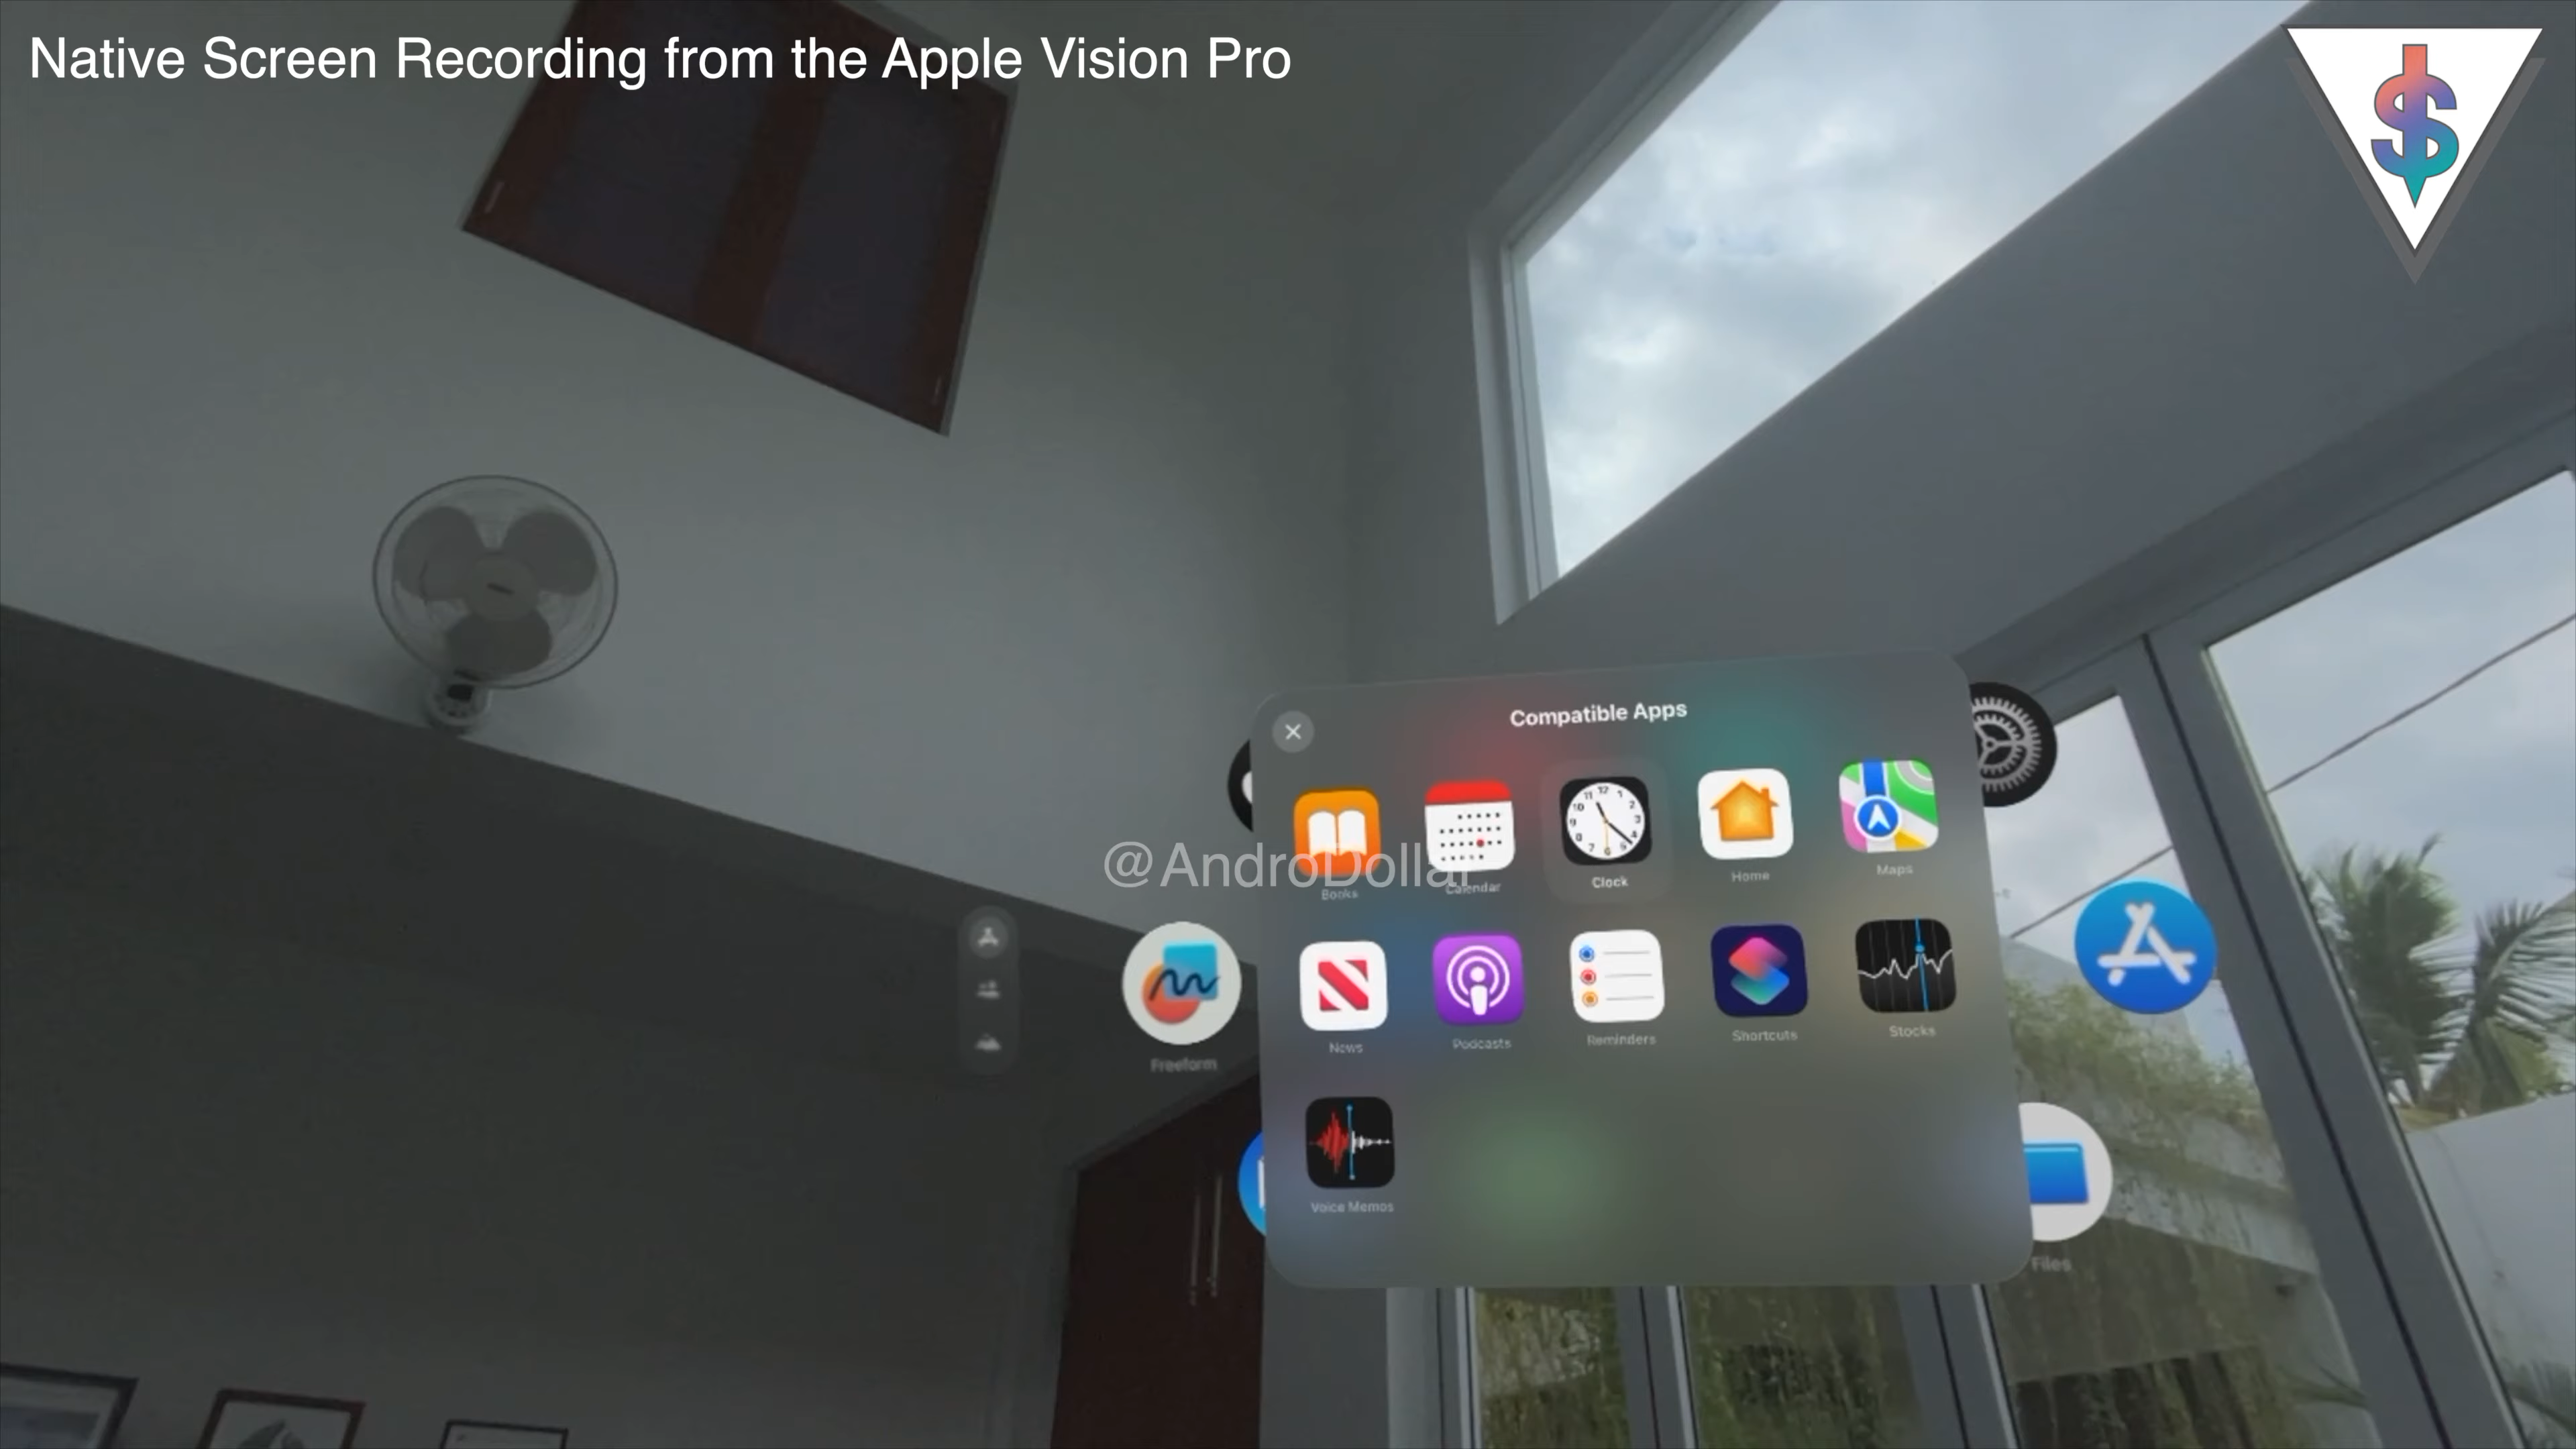 Native Screen Recording from the Apple Vision Pro
$
Compatible Apps
@AndroDollar
Books
Calendar
Clock
Home
Maps
News
Podcasts
Reminders
Shortcuts
Stocks
Freeform
Voice Memos
Files